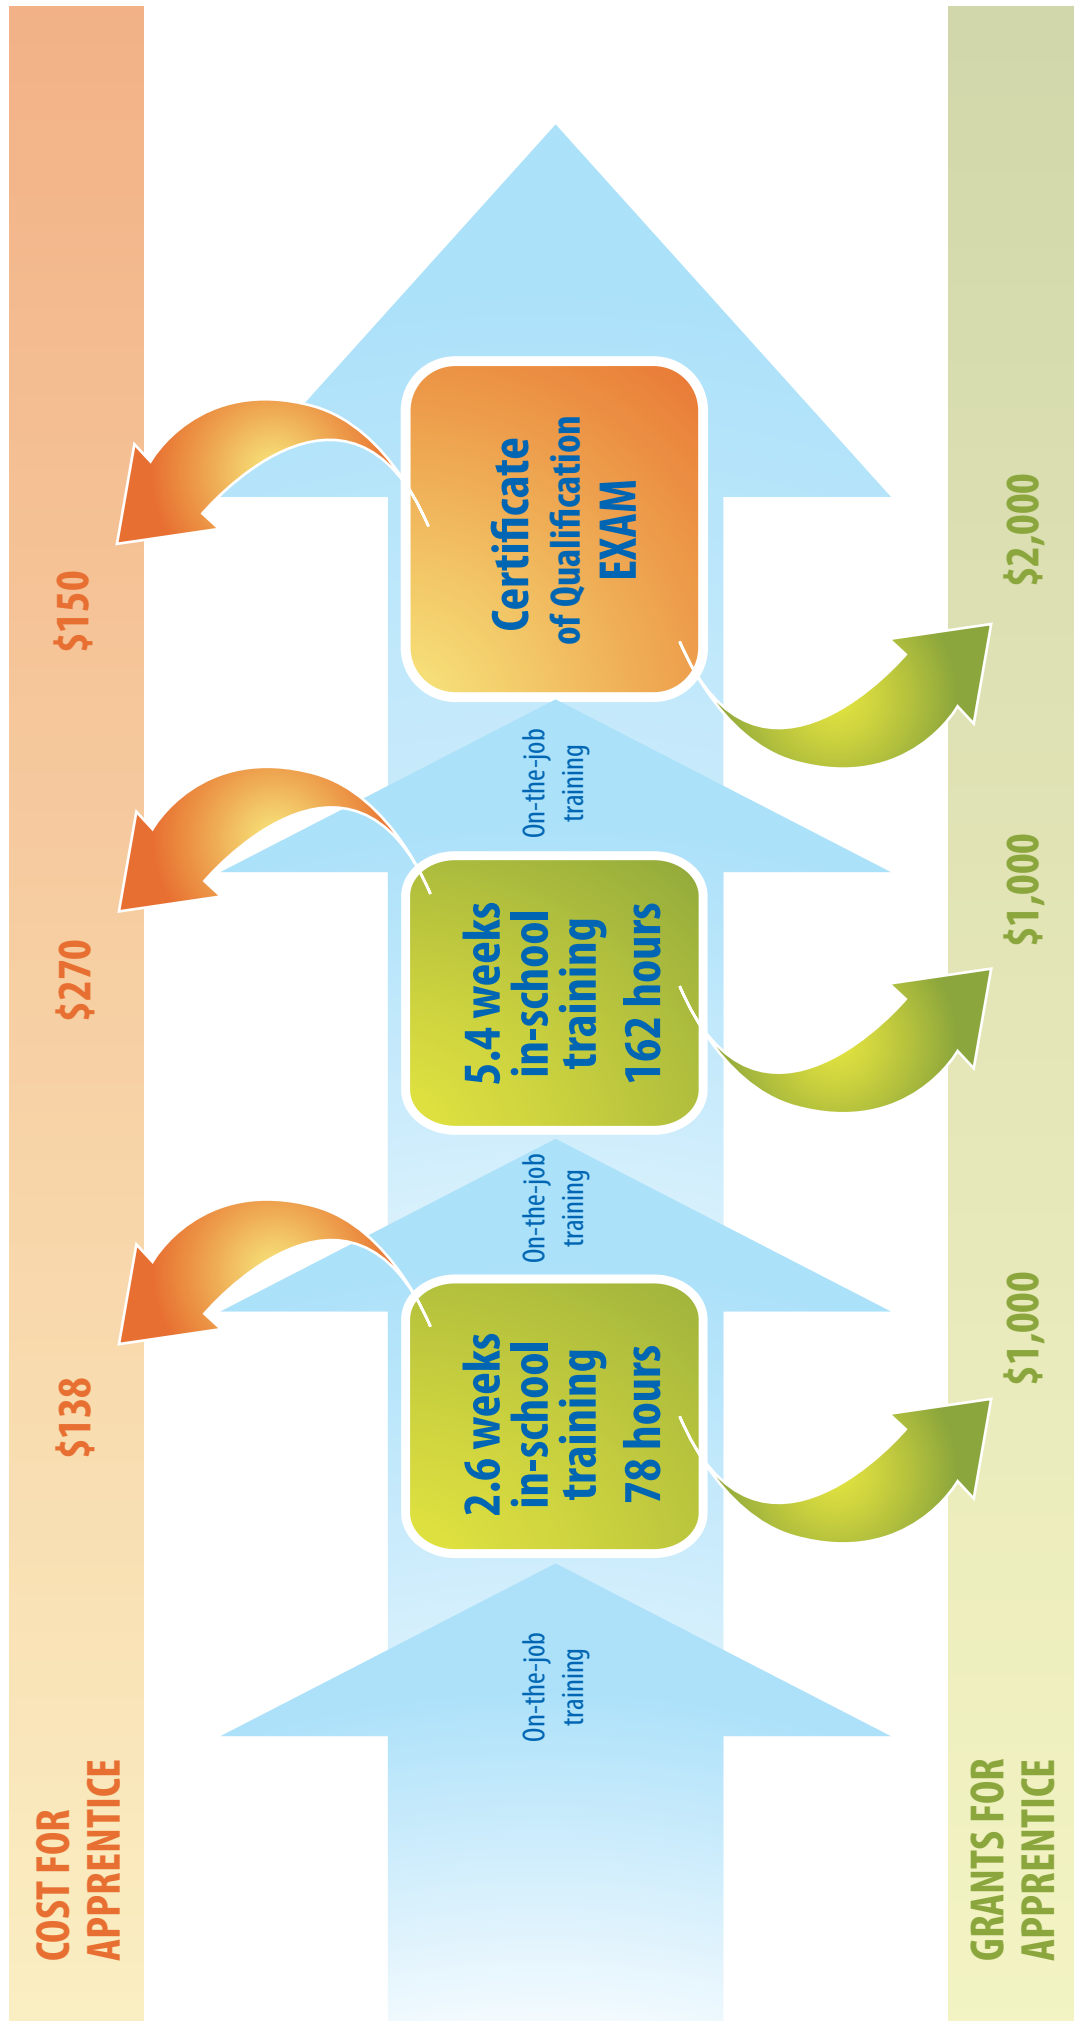 COST FOR
APPRENTICE
$138
$270
$150
On-the-job
training
2.6 weeks
in-school
training
78 hours
On-the-job
training
5.4 weeks
in-school
training
162 hours
On-the-job
training
Certificate
of Qualification
EXAM
GRANTS FOR
APPRENTICE
$1,000
$1,000
$2,000